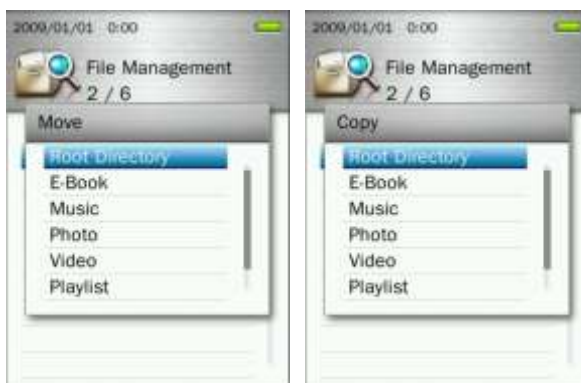 2009/01/01 0:00
File Management
2 / 6
Move
Root Directory
E-Book
Music
Photo
Video
Playlist
2009/01/01 0:00
File Management
2 / 6
Copy
Root Directory
E-Book
Music
Photo
Video
Playlist